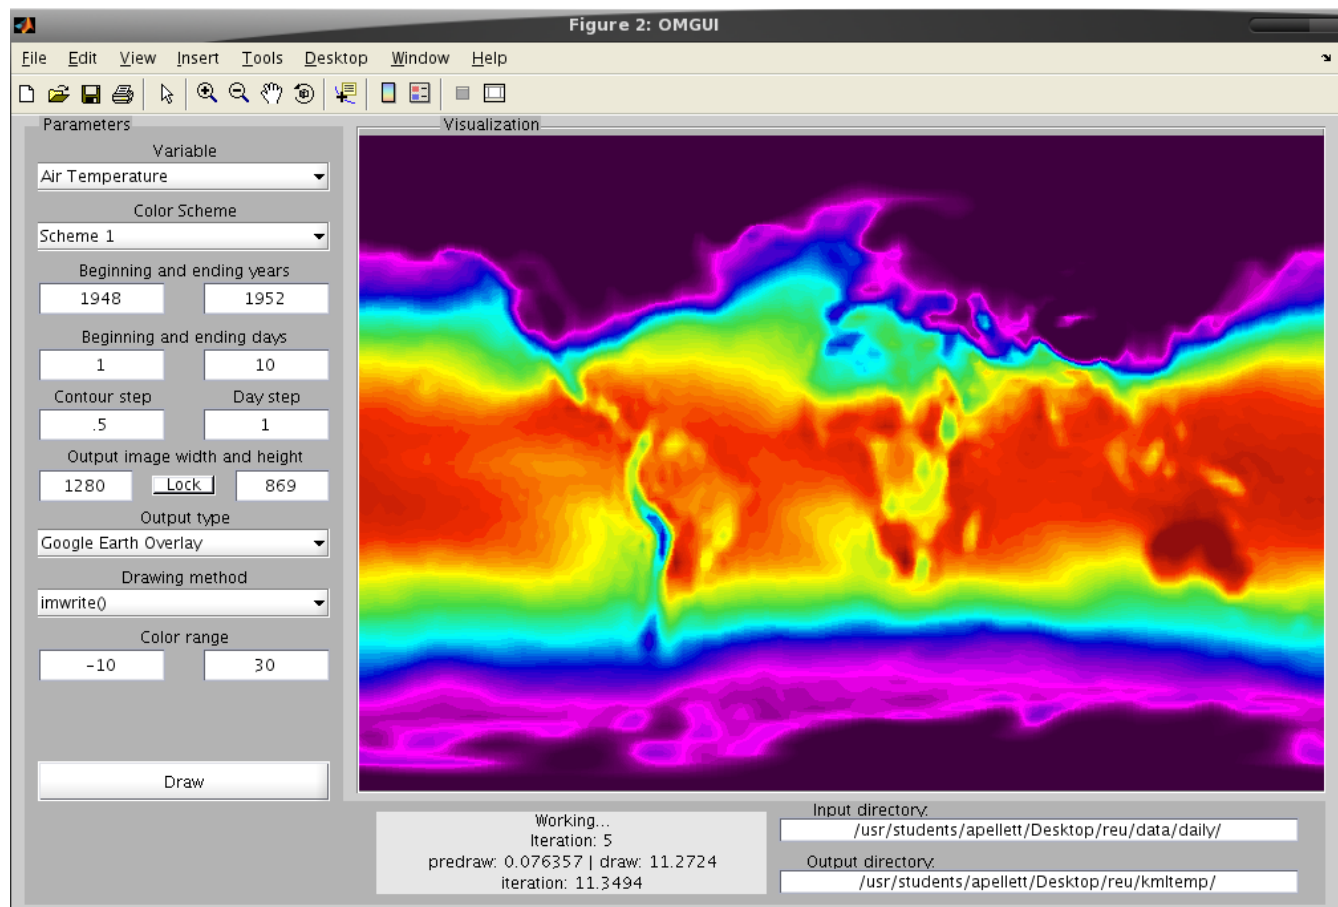 Figure 2: OMGUI
File Edit View Insert Tools Desktop Window Help
Parameters
Visualization
Variable
Air Temperature
Color Scheme
Scheme 1
Beginning and ending years
1948 1952
Beginning and ending days
1 10
Contour step Day step
.5 1
Output image width and height
1280 Lock 869
Output type
Google Earth Overlay
Drawing method
imwrite()
Color range
-10 30
Draw
Working...
Iteration: 5
predraw: 0.076357 | draw: 11.2724
iteration: 11.3494
Input directory:
/usr/students/apellett/Desktop/reu/data/daily/
Output directory:
/usr/students/apellett/Desktop/reu/kmltemp/